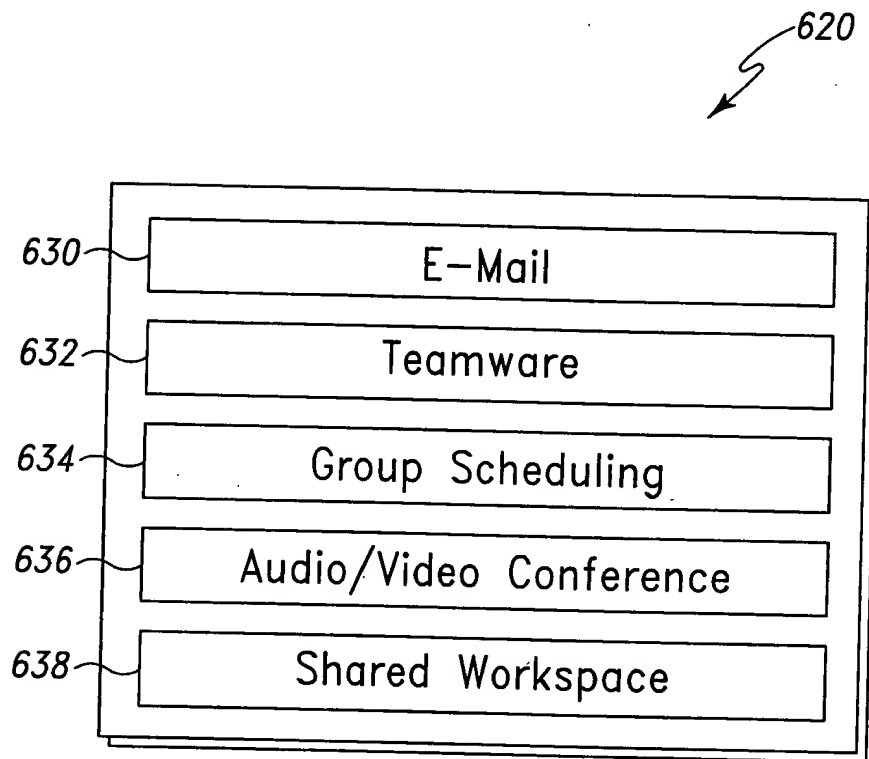 620
630 E-Mail
632 Teamware
634 Group Scheduling
636 Audio/Video Conference
638 Shared Workspace